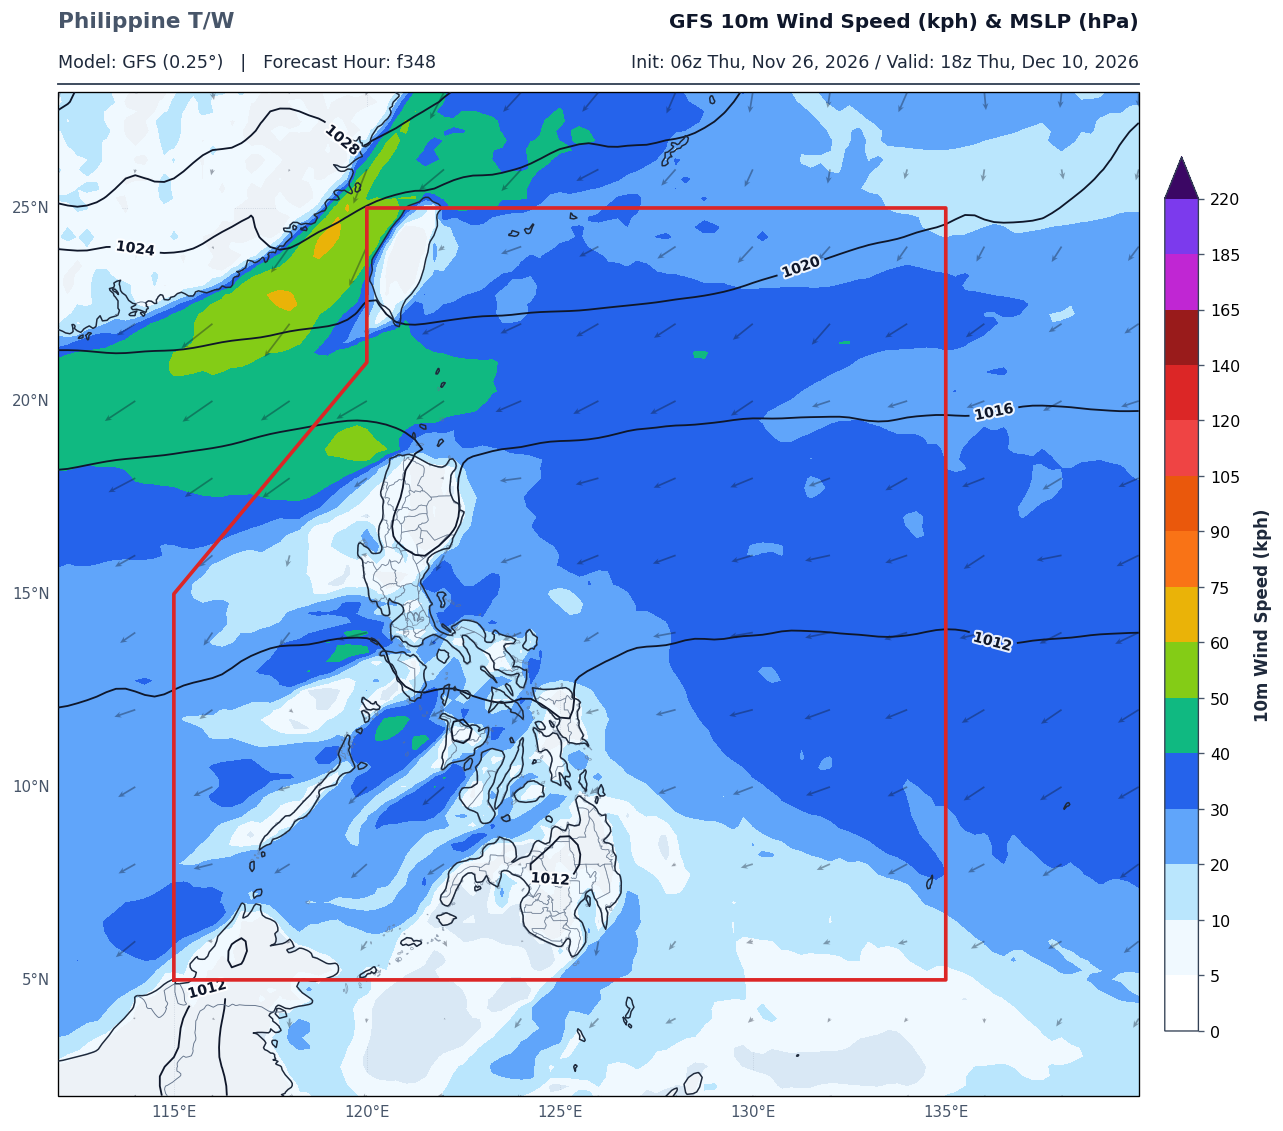 Philippine T/W
GFS 10m Wind Speed (kph) & MSLP (hPa)
Model: GFS (0.25°)   |   Forecast Hour: f348
Init: 06z Thu, Nov 26, 2026 / Valid: 18z Thu, Dec 10, 2026
1028
1024
1020
1016
1012
1012
1012
25°N
20°N
15°N
10°N
5°N
115°E
120°E
125°E
130°E
135°E
220
185
165
140
120
105
90
75
60
50
40
30
20
10
5
0
10m Wind Speed (kph)